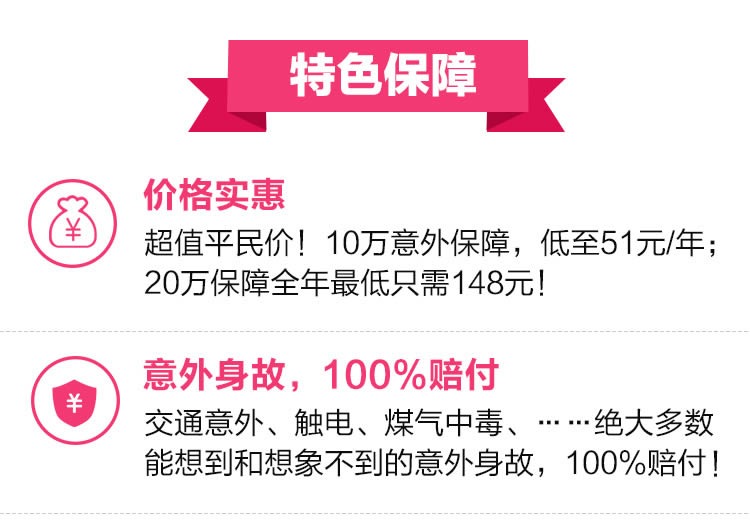 特色保障
价格实惠
超值平民价！10万意外保障，低至51元/年；
20万保障全年最低只需148元！
意外身故，100%赔付
交通意外、触电、煤气中毒、……绝大多数
能想到和想象不到的意外身故，100%赔付！